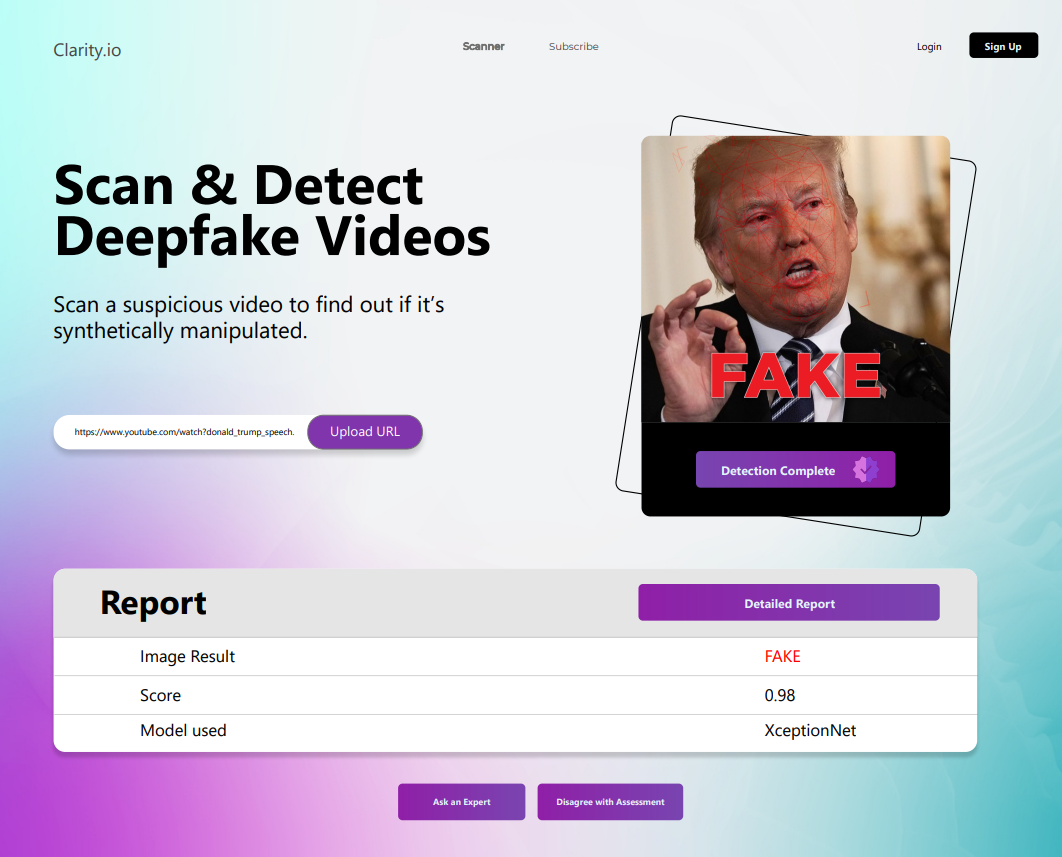 Clarity.io
Scanner
Subscribe
Login
Sign Up
Scan & Detect
Deepfake Videos
Scan a suspicious video to find out if it’s
synthetically manipulated.
https://www.youtube.com/watch?donald_trump_speech.
Upload URL
FAKE
Detection Complete
Report
Detailed Report
Image Result
FAKE
Score
0.98
Model used
XceptionNet
Ask an Expert
Disagree with Assessment